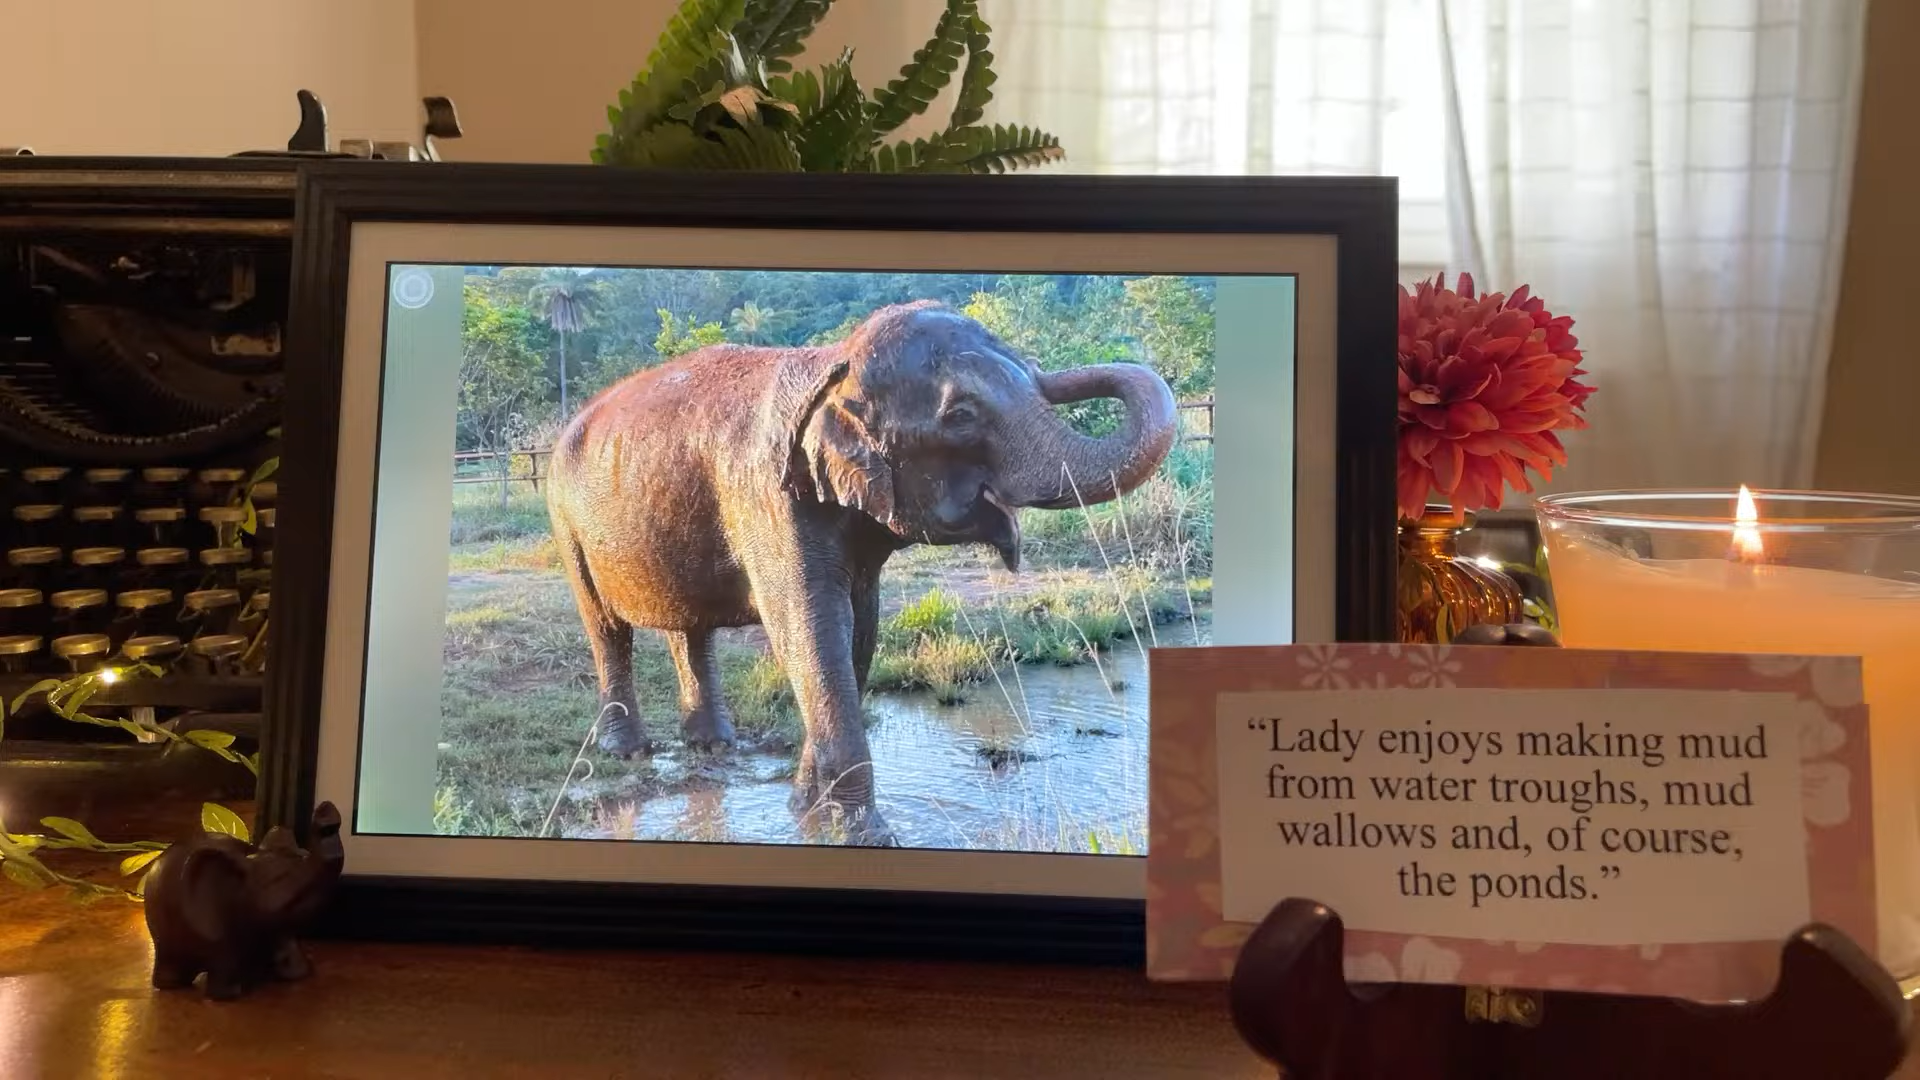 “Lady enjoys making mud
from water troughs, mud
wallows and, of course,
the ponds.”